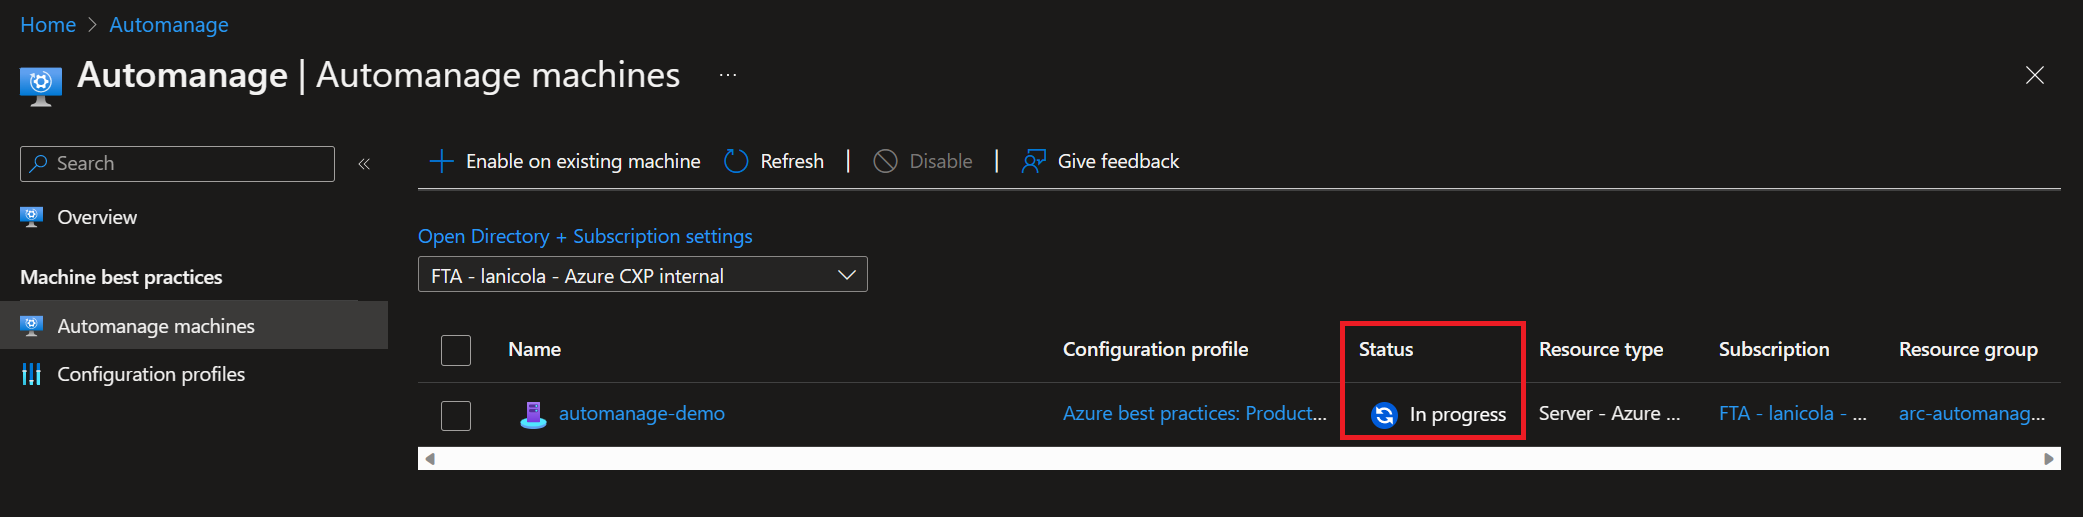 Home > Automanage
Automanage | Automanage machines ...
Search
«
Overview
Machine best practices
Automanage machines
Configuration profiles
Enable on existing machine Refresh | Disable | Give feedback
Open Directory + Subscription settings
FTA - lanicola - Azure CXP internal
Name Configuration profile Status Resource type Subscription Resource group
automanage-demo Azure best practices: Product... In progress Server - Azure ... FTA - lanicola - ... arc-automanag...